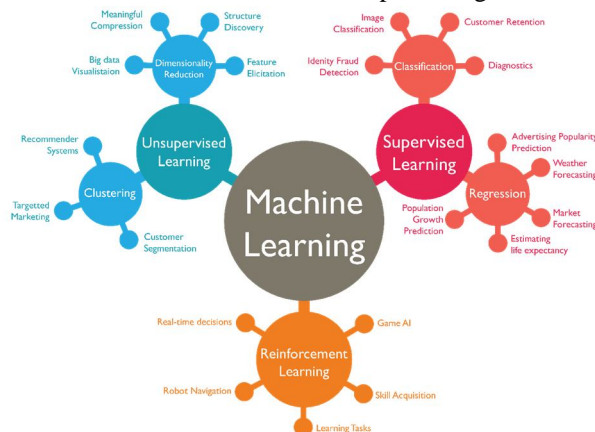 Meaningful
Compression
Structure
Discovery
Big data
Visualistaion
Dimensionality
Reduction
Feature
Elicitation
Unsupervised
Learning
Recommender
Systems
Clustering
Targetted
Marketing
Customer
Segmentation
Machine
Learning
Image
Classification
Customer Retention
Idenity Fraud
Detection
Classification
Diagnostics
Supervised
Learning
Advertising Popularity
Prediction
Weather
Forecasting
Regression
Population
Growth
Prediction
Market
Forecasting
Estimating
life expectancy
Real-time decisions
Game AI
Reinforcement
Learning
Robot Navigation
Skill Acquisition
Learning Tasks